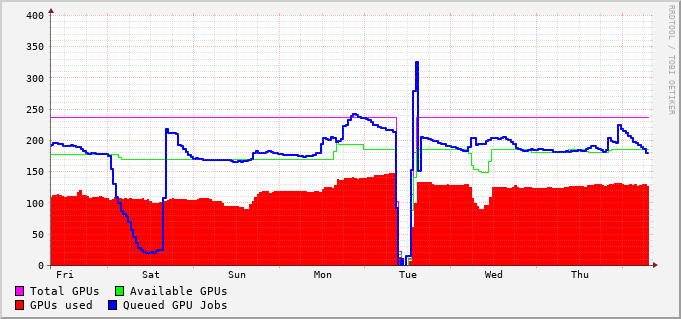 400
350
300
250
200
150
100
50
0
Fri Sat Sun Mon Tue Wed Thu
Total GPUs Available GPUs
GPUs used Queued GPU Jobs
RRDTOOL / TOBI OETIKER